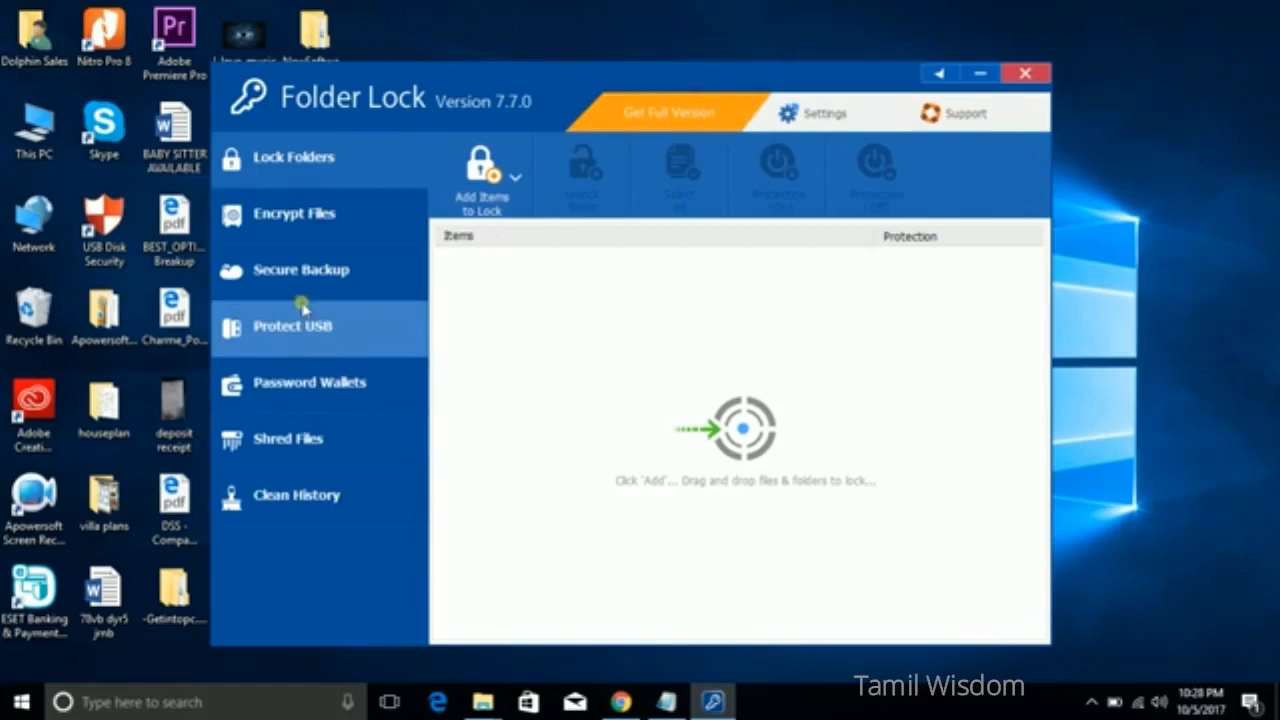 Dolphin Sales
Nitro Pro 8
Adobe
Premiere Pro
This PC
Skype
BABY SITTER
AVAILABLE
Network
USB Disk
Security
BEST_OPTI...
Breakup
Recycle Bin
Apowersoft...
Charme_Po...
Adobe
Creati...
houseplan
deposit
receipt
Apowersoft
Screen Rec...
villa plans
DSS -
Compa...
ESET Banking
& Payment...
78vb dyr5
jmb
-Getintopc....
Folder Lock Version 7.7.0
Get Full Version
Settings
Support
Lock Folders
Encrypt Files
Secure Backup
Protect USB
Password Wallets
Shred Files
Clean History
Add Items
to Lock
Select
Items
Protection
Click 'Add'... Drag and drop files & folders to lock...
Type here to search
Tamil Wisdom
10:28 PM
10/5/2017